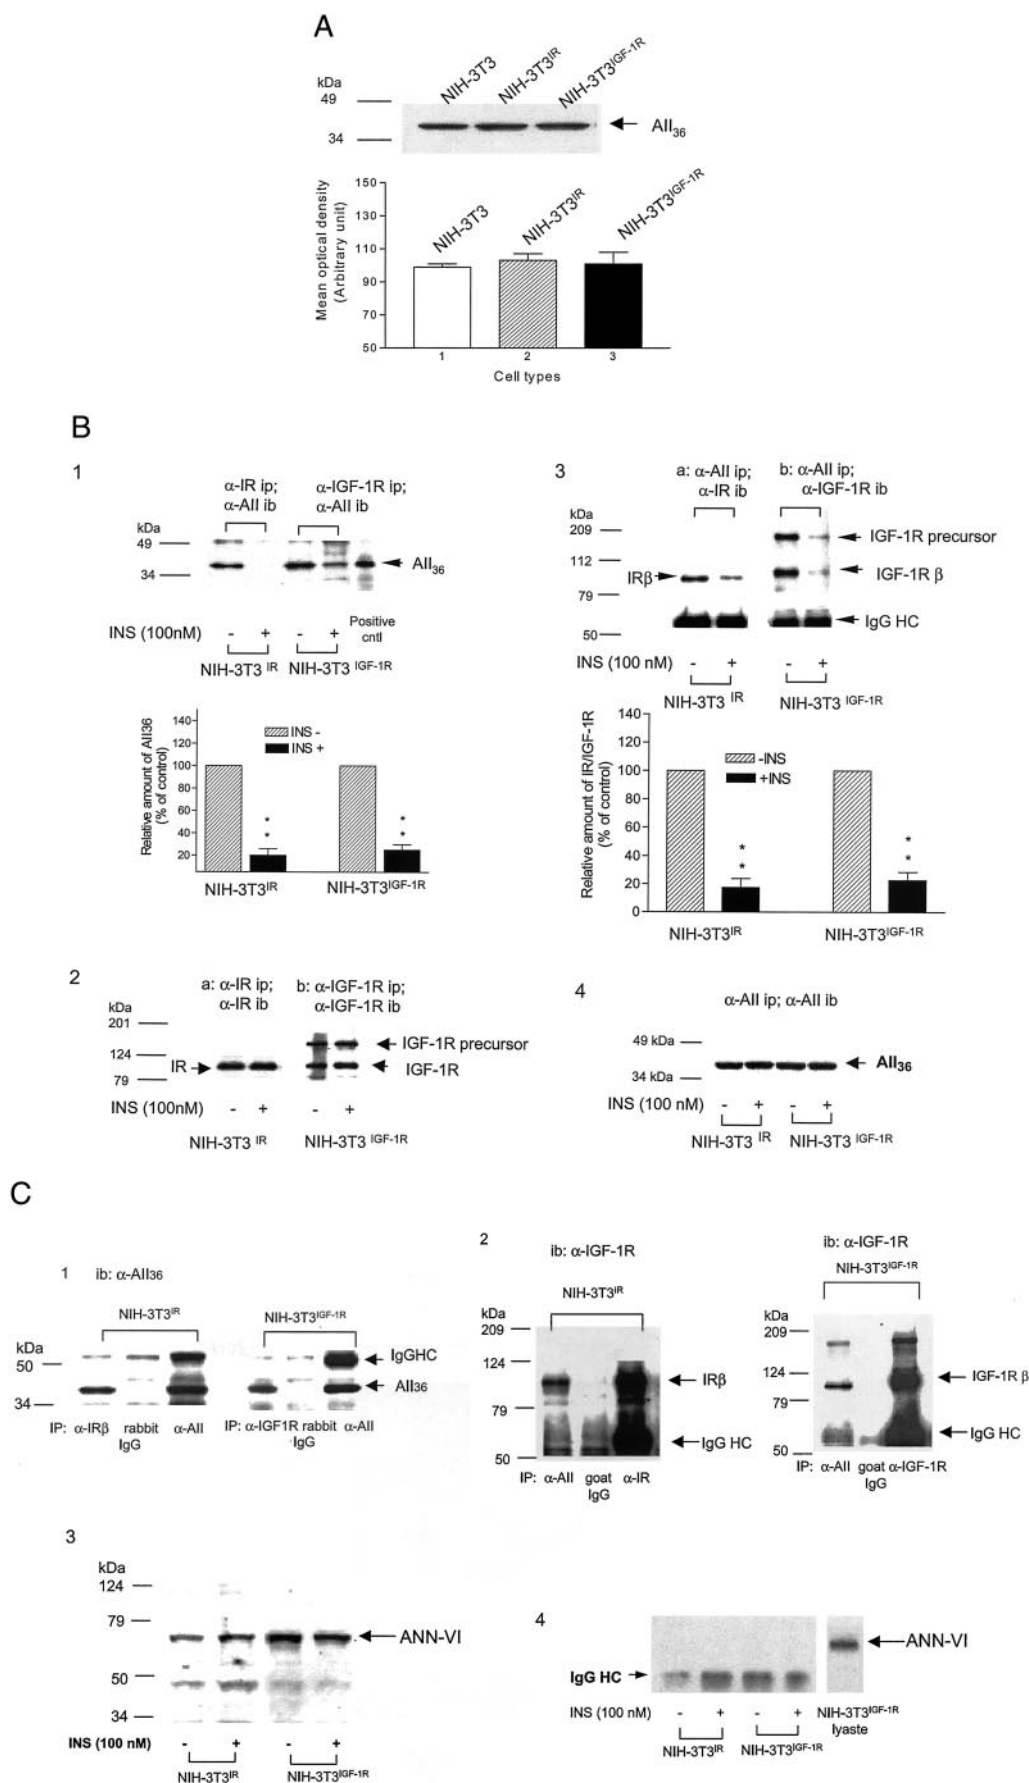 A
NIH-3T3 NIH-3T3IR NIH-3T3IGF-1R
kDa
49
34
AII36
Mean optical density
(Arbitrary unit)
150
130
110
90
70
50
NIH-3T3 NIH-3T3IR NIH-3T3IGF-1R
1 2 3
Cell types
B
1
α-IR ip;
α-AII ib
α-IGF-1R ip;
α-AII ib
kDa
49
34
AII36
INS (100nM) - + - + Positive
cntl
NIH-3T3 IR NIH-3T3 IGF-1R
Relative amount of AII36
(% of control)
140
120
100
80
60
40
20
INS -
INS +
* *
* *
NIH-3T3IR NIH-3T3IGF-1R
2
a: α-IR ip;
α-IR ib
b: α-IGF-1R ip;
α-IGF-1R ib
kDa
201
124
79
IR
IGF-1R precursor
IGF-1R
INS (100nM) - + - +
NIH-3T3 IR NIH-3T3 IGF-1R
3
a: α-AII ip;
α-IR ib
b: α-AII ip;
α-IGF-1R ib
kDa
209
112
79
50
IRβ
IGF-1R precursor
IGF-1R β
IgG HC
INS (100 nM) - + - +
NIH-3T3 IR NIH-3T3 IGF-1R
Relative amount of IR/IGF-1R
(% of control)
140
120
100
80
60
40
20
0
-INS
+INS
* *
* *
NIH-3T3IR NIH-3T3IGF-1R
4
α-AII ip; α-AII ib
49 kDa
34 kDa
AII36
INS (100 nM) - + - +
NIH-3T3 IR NIH-3T3 IGF-1R
C
1 ib: α-AII36
NIH-3T3IR NIH-3T3IGF-1R
kDa
50
34
IgGHC
AII36
IP: α-IRβ rabbit α-AII
IgG
IP: α-IGF1R rabbit α-AII
IgG
2
ib: α-IGF-1R
NIH-3T3IR
kDa
209
124
79
50
IRβ
IgG HC
IP: α-AII goat α-IR
IgG
ib: α-IGF-1R
NIH-3T3IGF-1R
kDa
209
124
79
50
IGF-1R β
IgG HC
IP: α-AII goat α-IGF-1R
IgG
3
kDa
124
79
50
34
ANN-VI
INS (100 nM) - + - +
NIH-3T3IR NIH-3T3IGF-1R
4
ANN-VI
IgG HC
INS (100 nM) - + - + NIH-3T3IGF-1R
lyaste
NIH-3T3IR NIH-3T3IGF-1R